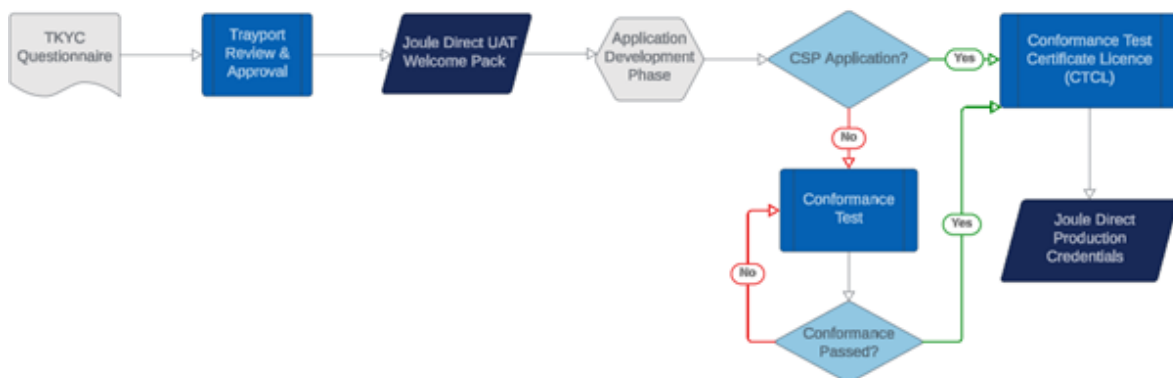 TKYC
Questionnaire
Trayport
Review &
Approval
Joule Direct UAT
Welcome Pack
Application
Development
Phase
CSP Application?
Yes
Conformance Test
Certificate Licence
(CTCL)
No
Conformance
Test
No
Yes
Joule Direct
Production
Credentials
Conformance
Passed?